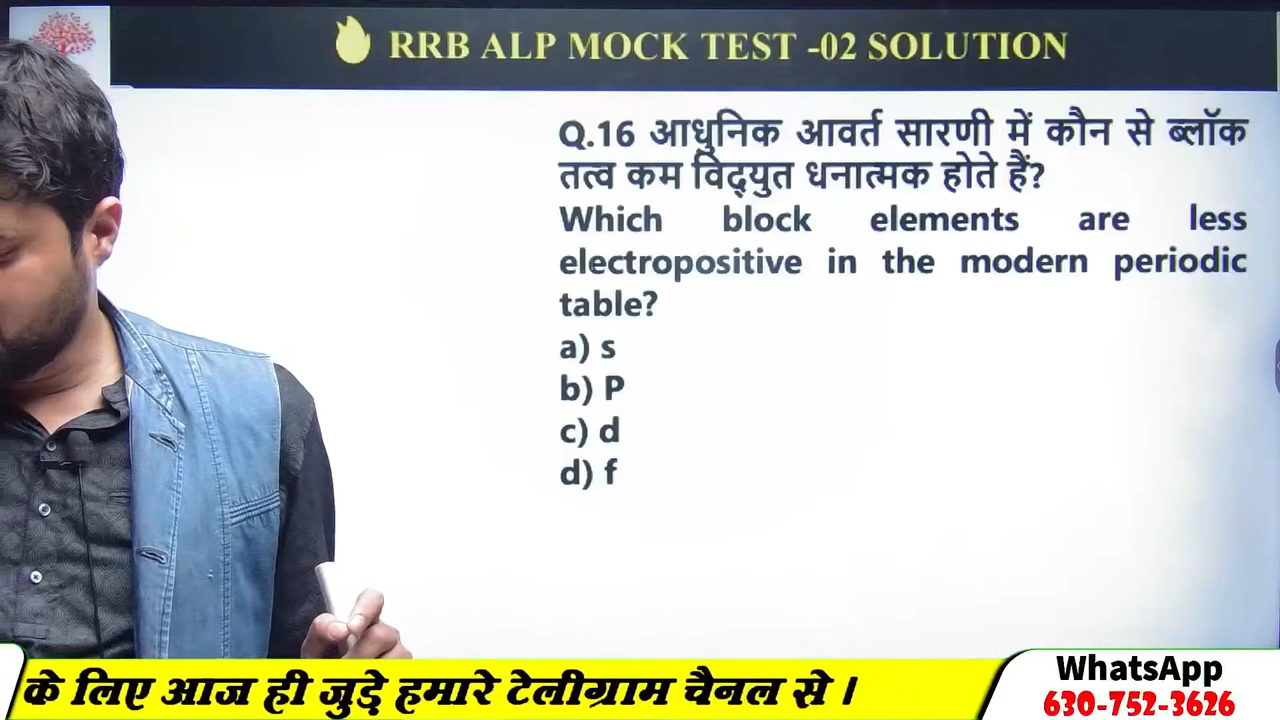 RRB ALP MOCK TEST -02 SOLUTION
Q.16 आधुनिक आवर्त सारणी में कौन से ब्लॉक
तत्व कम विद्युत धनात्मक होते हैं?
Which block elements are less
electropositive in the modern periodic
table?
a) s
b) P
c) d
d) f
के लिए आज ही जुड़े हमारे टेलीग्राम चैनल से ।
WhatsApp
630-752-3626